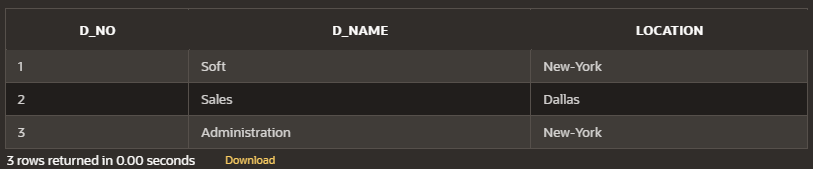 D_NO D_NAME LOCATION
1 Soft New-York
2 Sales Dallas
3 Administration New-York
3 rows returned in 0.00 seconds Download